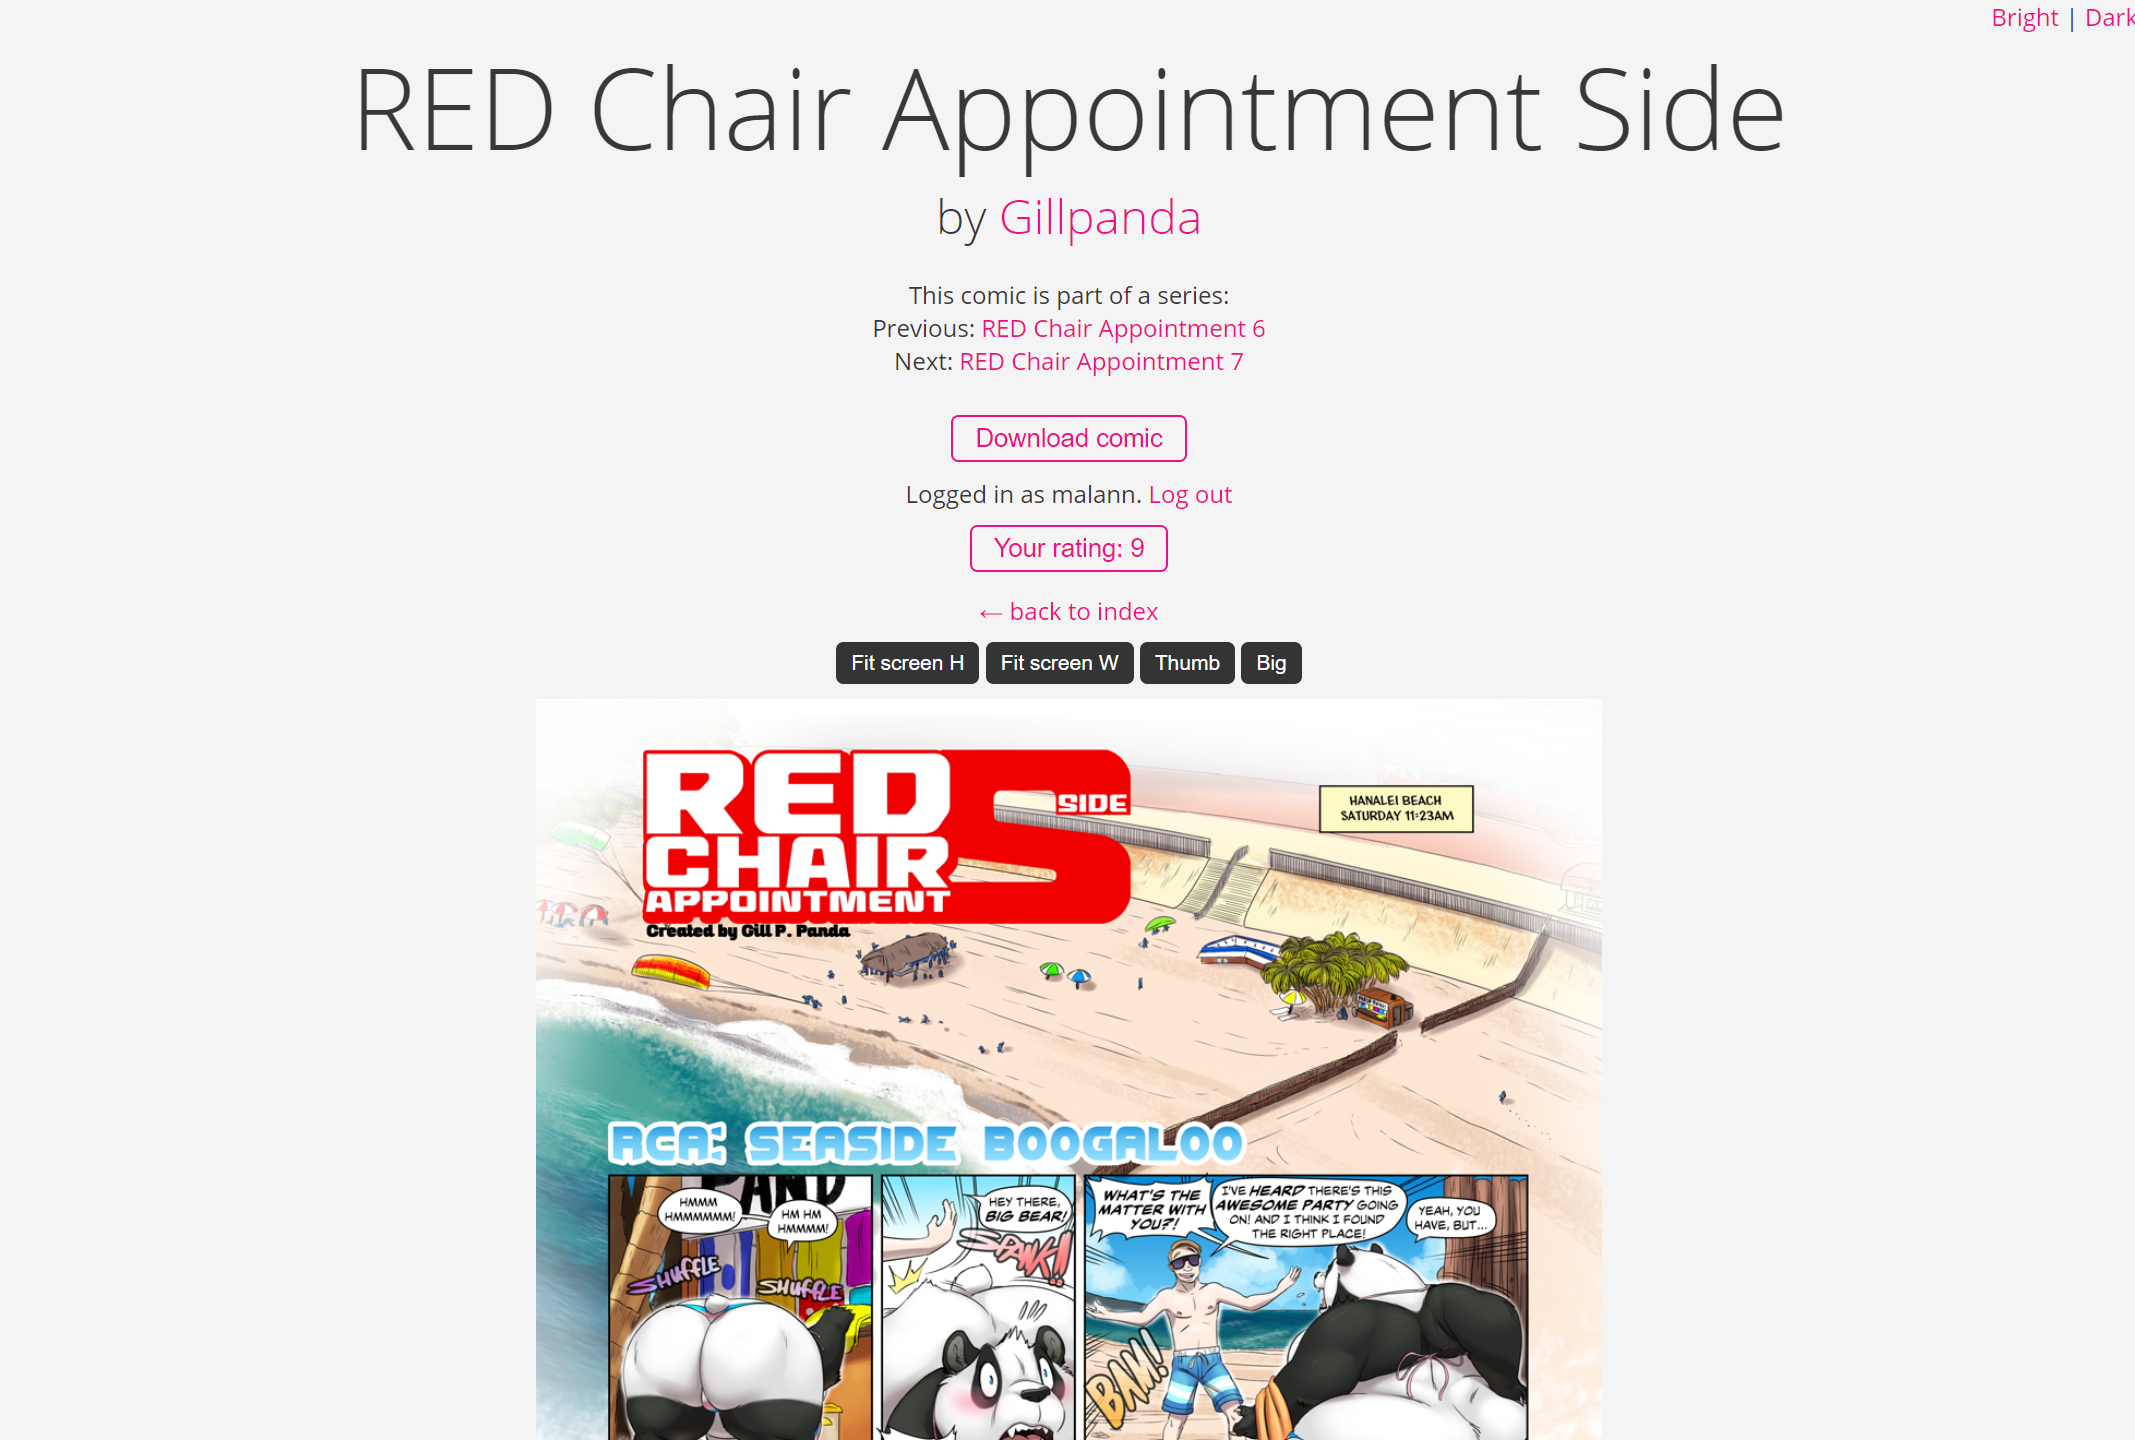 Bright | Dark
RED Chair Appointment Side
by Gillpanda
This comic is part of a series:
Previous: RED Chair Appointment 6
Next: RED Chair Appointment 7
Download comic
Logged in as malann. Log out
Your rating: 9
← back to index
Fit screen H
Fit screen W
Thumb
Big
RED
CHAIR
APPOINTMENT
S
SIDE
Created by Gill P. Panda
HANALEI BEACH
SATURDAY 11:23AM
RCA: SEASIDE BOOGALOO
HMMM
HMMMMMMM!
HM HM
HMMMM!
SHUFFLE
SHUFFLE
HEY THERE,
BIG BEAR!
SPANK!!
WHAT'S THE
MATTER WITH
YOU?!
I'VE HEARD THERE'S THIS
AWESOME PARTY GOING
ON! AND I THINK I FOUND
THE RIGHT PLACE!
YEAH, YOU
HAVE, BUT...
BAM!